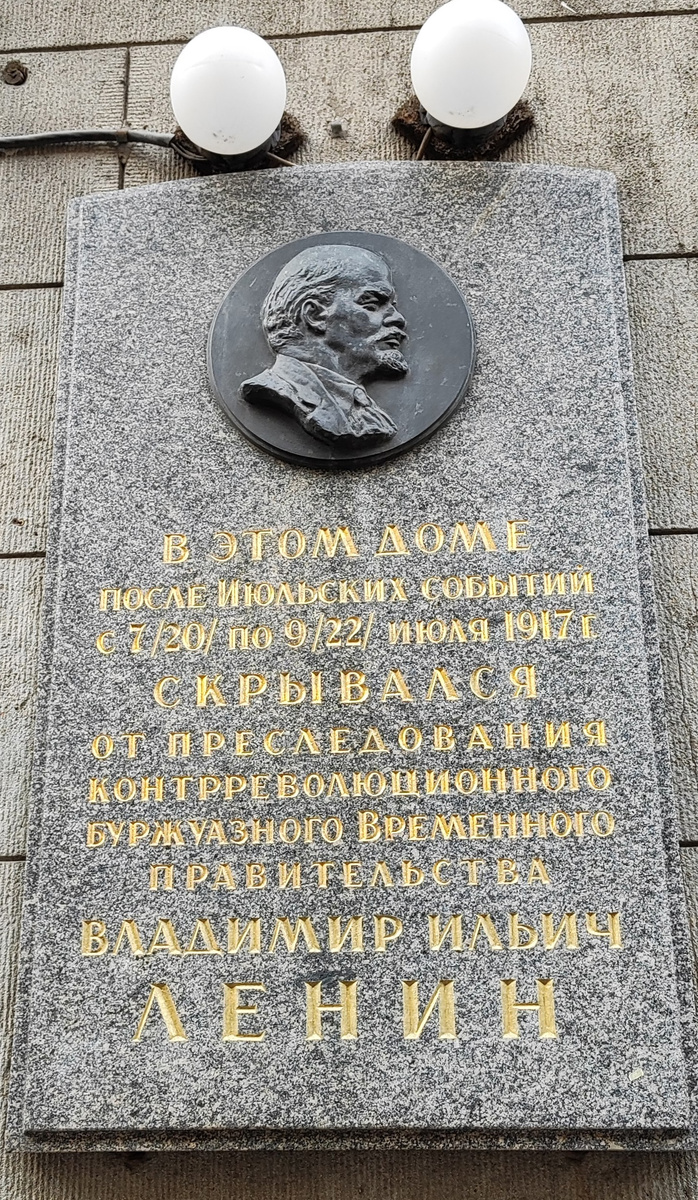 В ЭТОМ ДОМЕ
ПОСЛЕ ИЮЛЬСКИХ СОБЫТИЙ
С 7/20/ ПО 9/22/ ИЮЛЯ 1917 Г.
СКРЫВАЛСЯ
ОТ ПРЕСЛЕДОВАНИЯ
КОНТРРЕВОЛЮЦИОННОГО
БУРЖУАЗНОГО ВРЕМЕННОГО
ПРАВИТЕЛЬСТВА
ВЛАДИМИР ИЛЬИЧ
ЛЕНИН